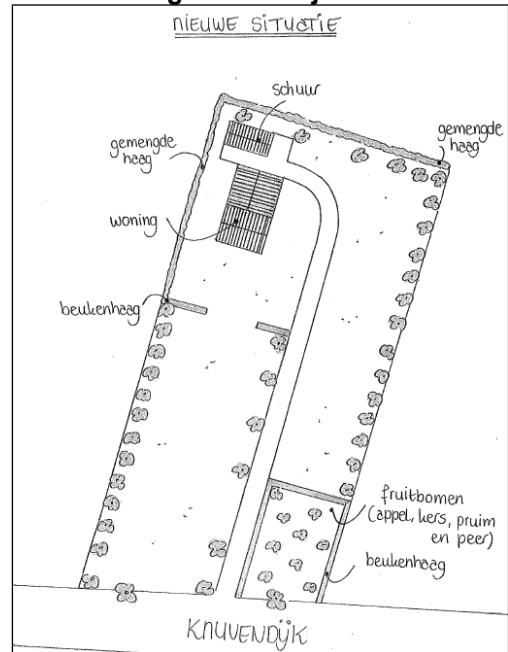 NIEUWE SITUATIE
schuur
gemengde
haag
gemengde
haag
woning
beukenhaag
fruitbomen
(appel, kers, pruim
en peer)
beukenhaag
KNUVENDIJK